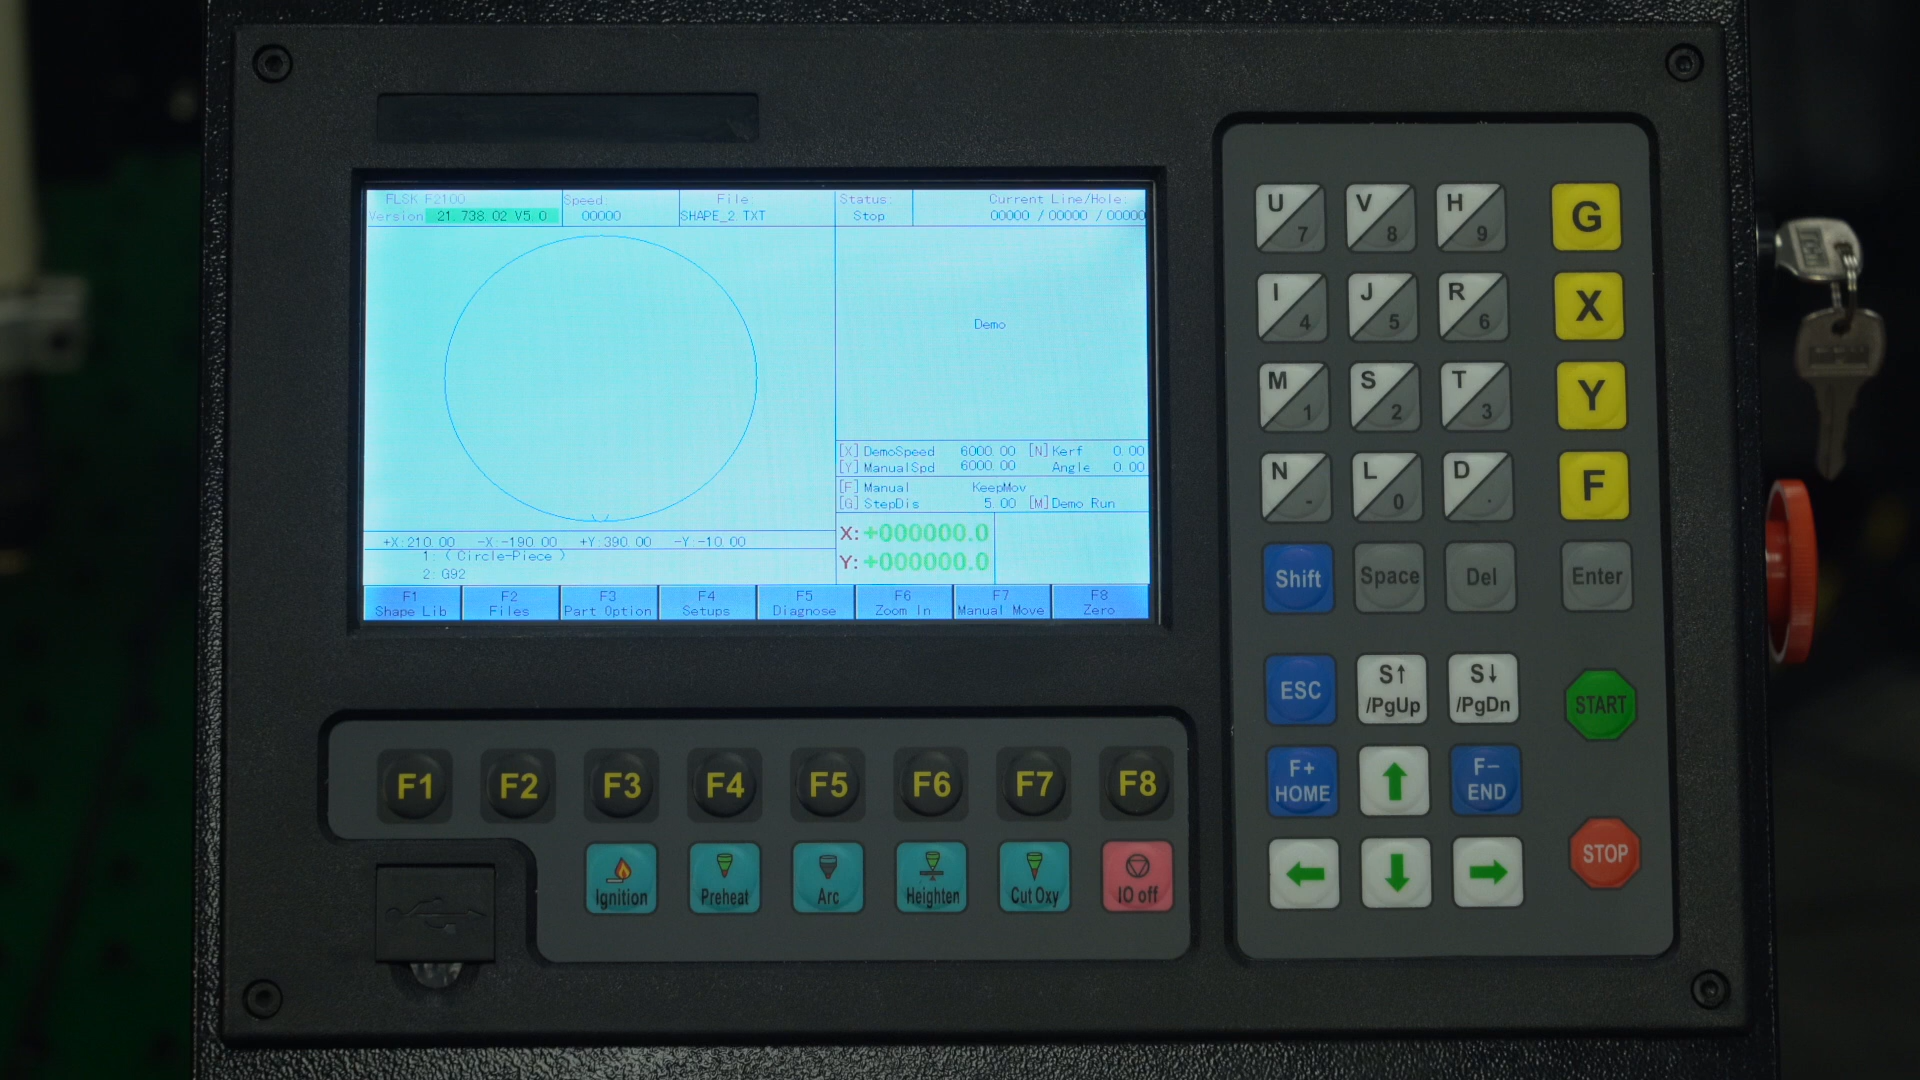 FLSK F2100
Version 21.738.02 V5.0
Speed
00000
File:
SHAPE_2.TXT
Status:
Stop
Current Line/Hole:
00000 /00000 /00000
Demo
[X] DemoSpeed 6000.00 [N] Kerf 0.00
[Y] ManualSpd 6000.00 Angle 0.00
[F] Manual KeepMov
[G] StepDis 5.00 [M] Demo Run
+X:210.00 -X:-190.00 +Y:390.00 -Y:-10.00
1: (Circle-Piece )
2: G92
X: +000000.0
Y: +000000.0
F1 F2 F3 F4 F5 F6 F7 F8
Shape Lib Files Part Option Setups Diagnose Zoom In Manual Move Zero
F1 F2 F3 F4 F5 F6 F7 F8
Ignition Preheat Arc Heighten Cut Oxy IO off
U 7 V 8 H 9 G
I 4 J 5 R 6 X
M 1 S 2 T 3 Y
N - L 0 D . F
Shift Space Del Enter
ESC S↑ /PgUp S↓ /PgDn START
F+ HOME ↑ F- END
← ↓ → STOP